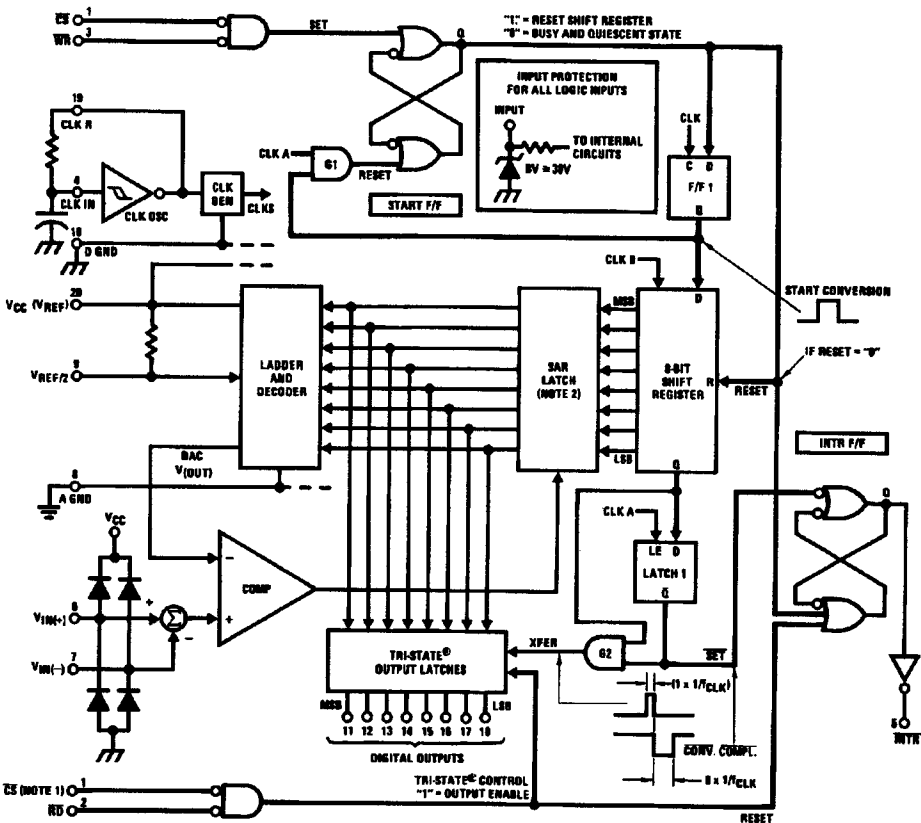 CS 1
WR 3
SET
Q
"1" = RESET SHIFT REGISTER
"0" = BUSY AND QUIESCENT STATE
INPUT PROTECTION
FOR ALL LOGIC INPUTS
INPUT
TO INTERNAL
CIRCUITS
BV = 30V
CLK
C D
F/F 1
19
CLK R
4
CLK IN
CLK OSC
CLK
GEN
CLKS
10
D GND
CLK A
G1
RESET
START F/F
20
VCC (VREF)
9
VREF/2
LADDER
AND
DECODER
DAC
V(OUT)
8
A GND
CLK B
MSB
LSB
SAR
LATCH
(NOTE 2)
D
8-BIT
SHIFT
REGISTER
R
Q
RESET
START CONVERSION
IF RESET = "0"
INTR F/F
Q
CLK A
LE D
LATCH 1
Q
VCC
6
VIN(+)
7
VIN(−)
+
−
Σ
−
+
COMP
TRI-STATE®
OUTPUT LATCHES
XFER
G2
SET
MSB
LSB
11 12 13 14 15 16 17 18
DIGITAL OUTPUTS
(1 x 1/fCLK)
CONV. COMPL.
8 x 1/fCLK
5
INTR
CS (NOTE 1) 1
RD 2
TRI-STATE® CONTROL
"1" = OUTPUT ENABLE
RESET